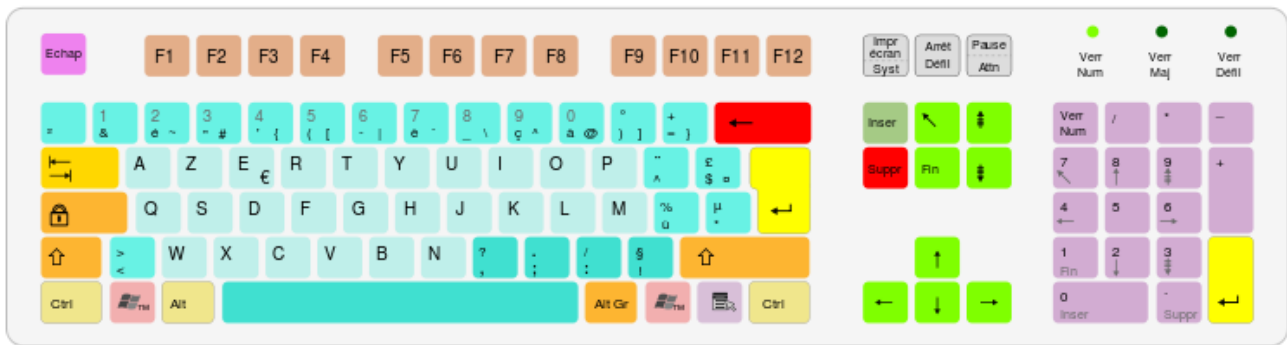 Echap F1 F2 F3 F4 F5 F6 F7 F8 F9 F10 F11 F12 Impr écran Syst Arrêt Défil Pause Attn Verr Num Verr Maj Verr Défil
² 1 & 2 é ~ 3 " # 4 ' { 5 ( [ 6 - | 7 è ` 8 _ \ 9 ç ^ 0 à @ ° ) ] + = } Inser Verr Num / * –
A Z E € R T Y U I O P ¨ ^ £ $ ¤ Suppr Fin 7 8 9 +
Q S D F G H J K L M % ù µ * 4 5 6
> < W X C V B N ? , . ; / : § ! 1 Fin 2 3
Ctrl TM Alt Alt Gr TM Ctrl 0 Inser . Suppr